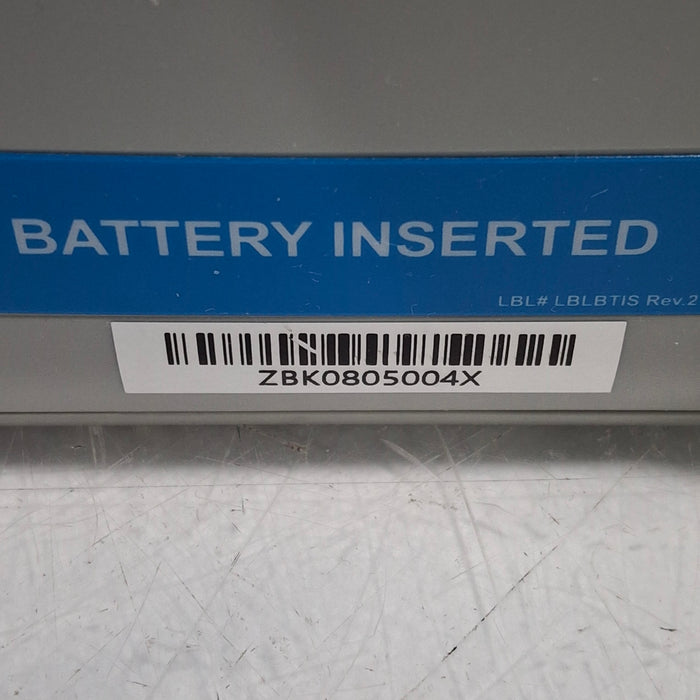 BATTERY INSERTED
LBL# LBLBTIS Rev.2
ZBK0805004X